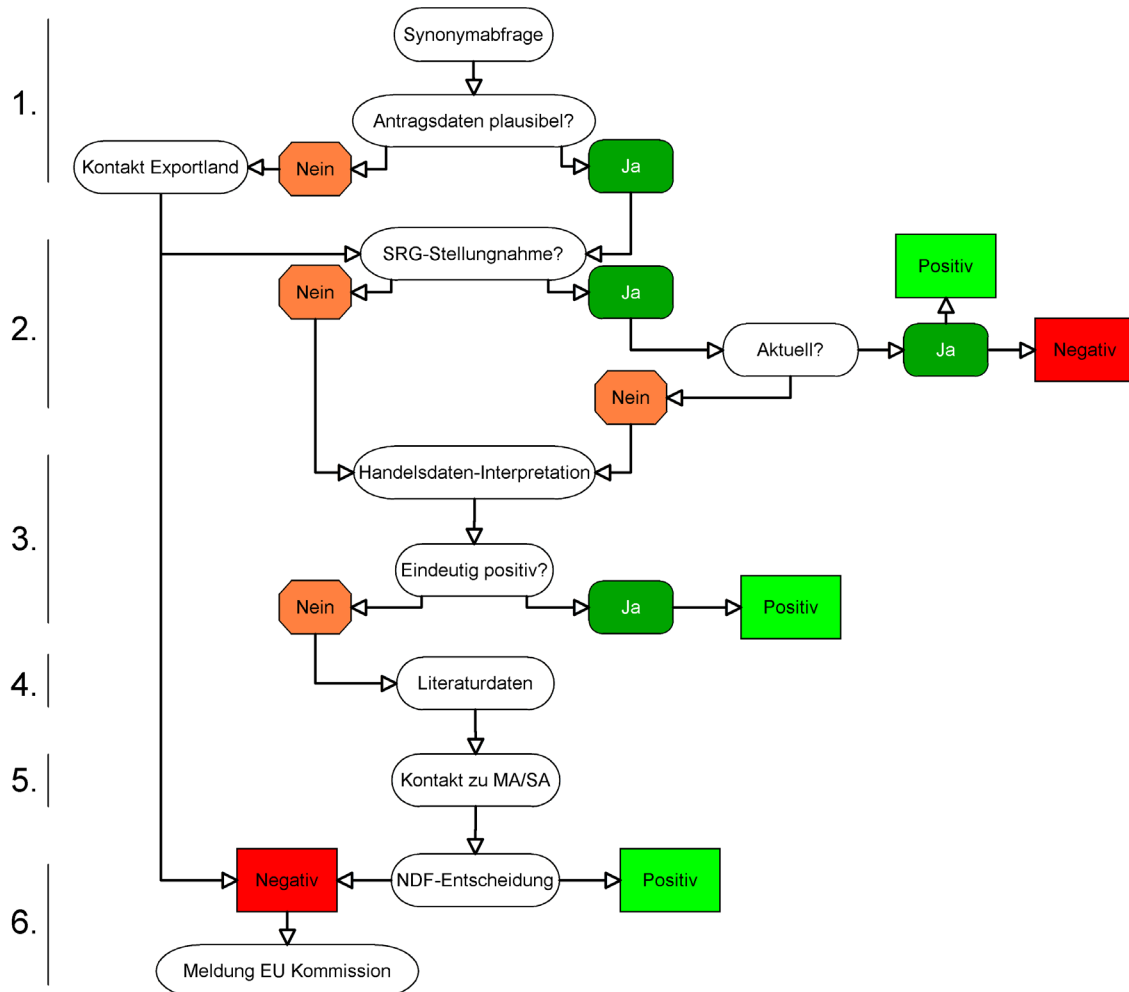 Synonymabfrage
1.
Antragsdaten plausibel?
Kontakt Exportland
Nein
Ja
SRG-Stellungnahme?
Positiv
Nein
Ja
2.
Aktuell?
Ja
Negativ
Nein
Handelsdaten-Interpretation
3.
Eindeutig positiv?
Nein
Ja
Positiv
4.
Literaturdaten
5.
Kontakt zu MA/SA
Negativ
NDF-Entscheidung
Positiv
6.
Meldung EU Kommission